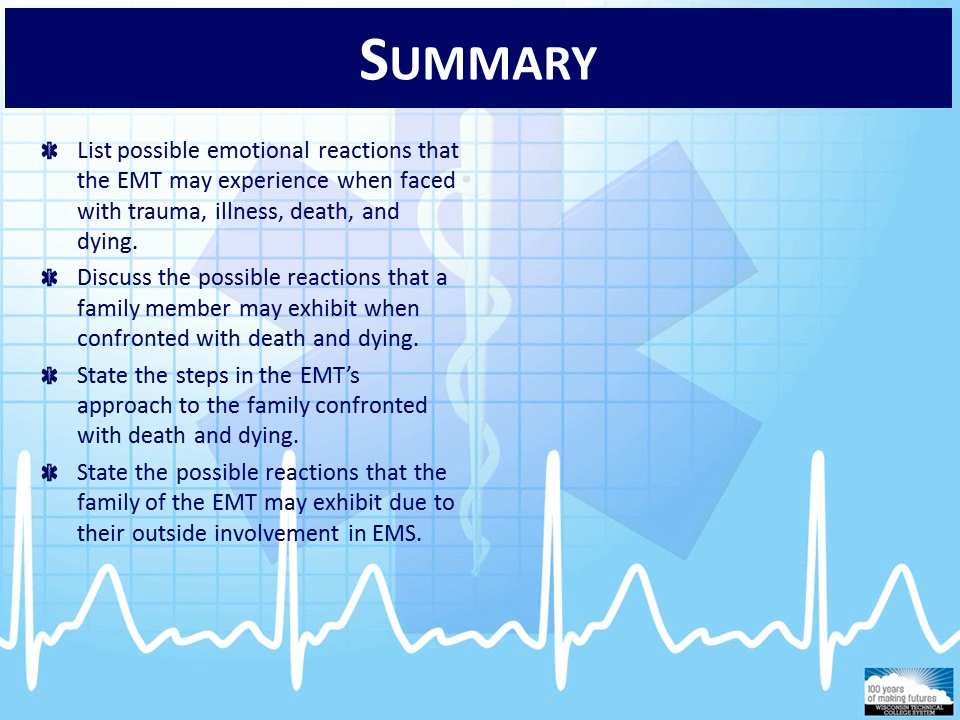 SUMMARY
List possible emotional reactions that
the EMT may experience when faced
with trauma, illness, death, and
dying.
Discuss the possible reactions that a
family member may exhibit when
confronted with death and dying.
State the steps in the EMT’s
approach to the family confronted
with death and dying.
State the possible reactions that the
family of the EMT may exhibit due to
their outside involvement in EMS.
100 years
of making futures
WISCONSIN TECHNICAL
COLLEGE SYSTEM